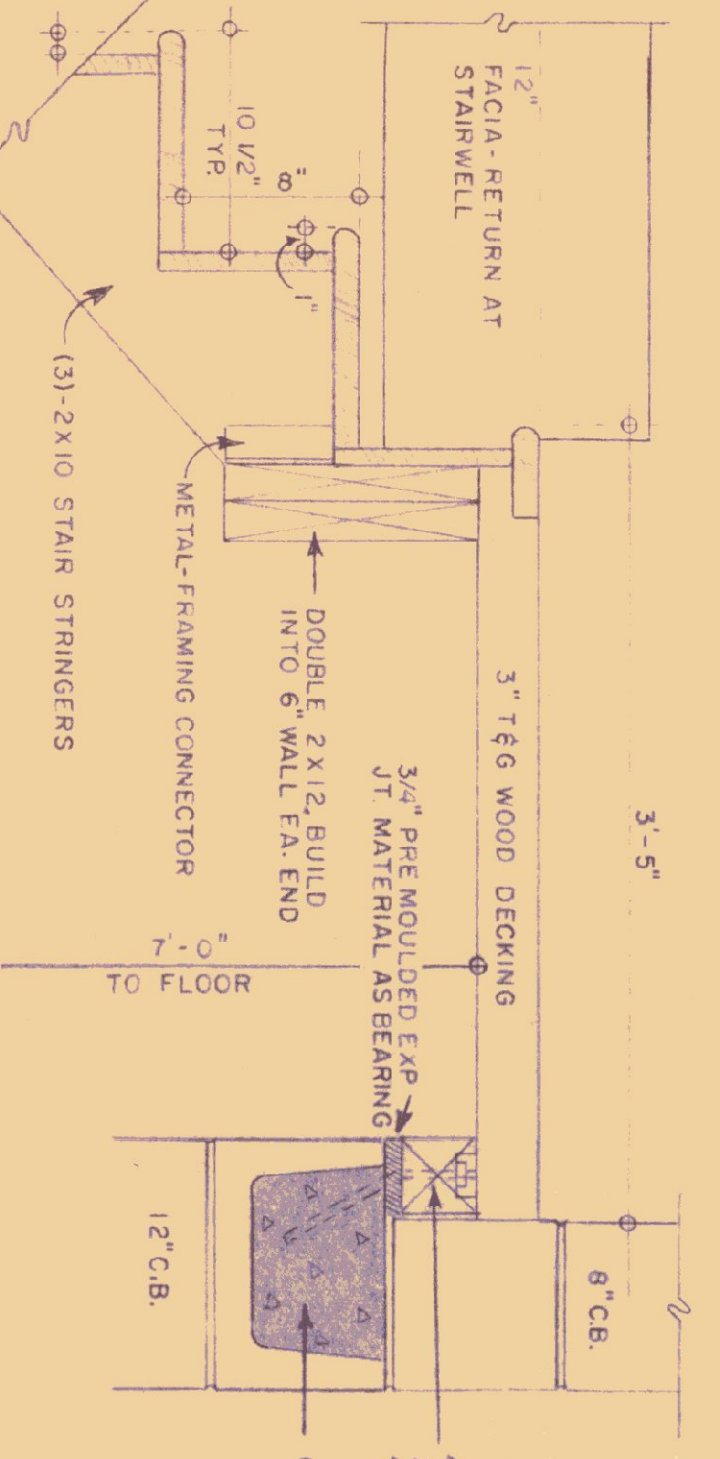 12"
FACIA-RETURN AT
STAIRWELL
10 1/2"
TYP.
8"
1"
3'-5"
3" T&G WOOD DECKING
3/4" PREMOULDED EXP
JT. MATERIAL AS BEARING
DOUBLE 2X12, BUILD
INTO 6" WALL EA. END
METAL-FRAMING CONNECTOR
(3)-2X10 STAIR STRINGERS
7'-0"
TO FLOOR
8" C.B.
12" C.B.